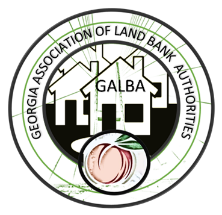 GEORGIA ASSOCIATION OF LAND BANK AUTHORITIES
GALBA